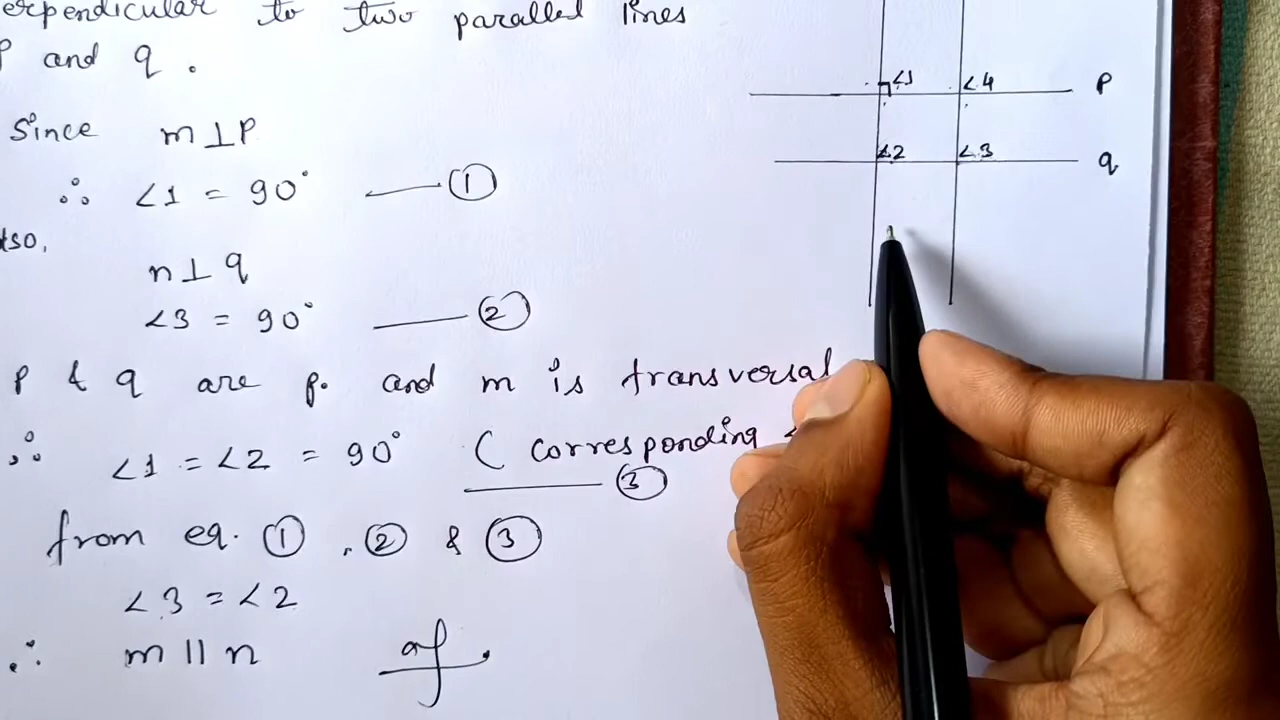 erpendicular to two parallel lines
P and q .
Since m ⊥ P
∴ ∠1 = 90° —— ①
n ⊥ q
∠3 = 90° —— ②
P & q are p. and m is transversal
∴ ∠1 = ∠2 = 90° ( corresponding
—— ③
from eq. ① , ② & ③
∠3 = ∠2
∴ m || n
∠1 ∠4 P
∠2 ∠3 q